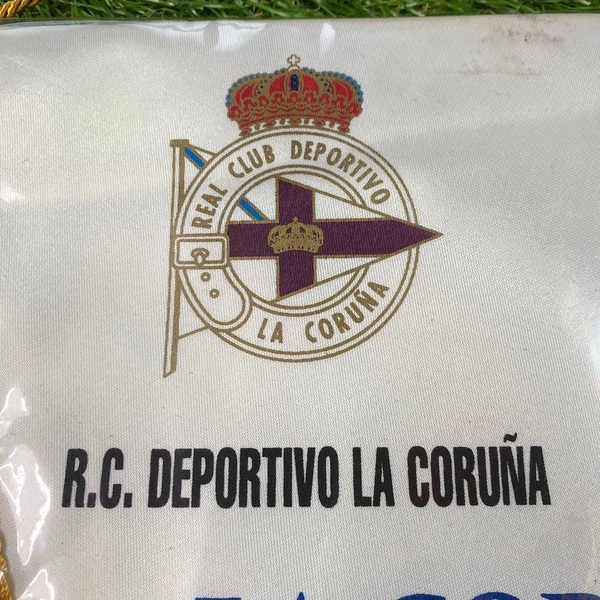 REAL CLUB DEPORTIVO
LA CORUÑA
R.C. DEPORTIVO LA CORUÑA